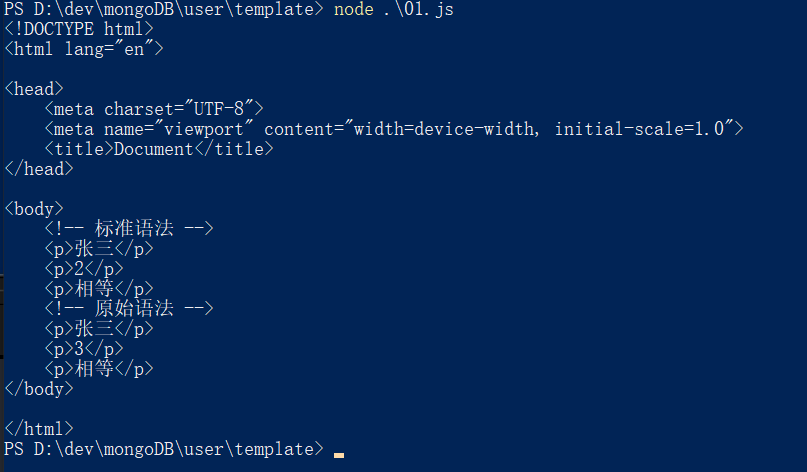 PS D:\dev\mongoDB\user\template> node .\01.js
<!DOCTYPE html>
<html lang="en">

<head>
    <meta charset="UTF-8">
    <meta name="viewport" content="width=device-width, initial-scale=1.0">
    <title>Document</title>
</head>

<body>
    <!-- 标准语法 -->
    <p>张三</p>
    <p>2</p>
    <p>相等</p>
    <!-- 原始语法 -->
    <p>张三</p>
    <p>3</p>
    <p>相等</p>
</body>

</html>
PS D:\dev\mongoDB\user\template>